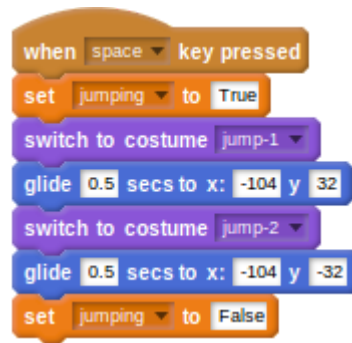 when space key pressed
set jumping to True
switch to costume jump-1
glide 0.5 secs to x: -104 y 32
switch to costume jump-2
glide 0.5 secs to x: -104 y -32
set jumping to False